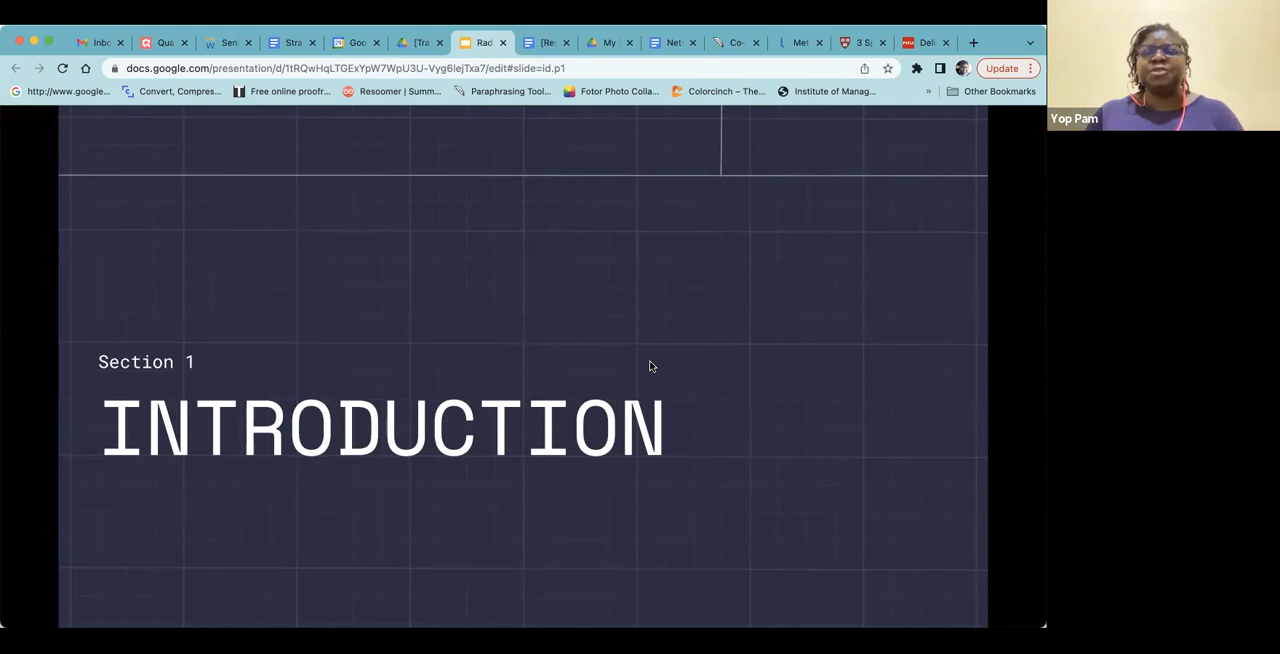 Inbo
Qua
Sen
Stra
Goo
[Tra
Rad
[Re
My
Net
Co-
Met
3 S
Deli
docs.google.com/presentation/d/1tRQwHqLTGExYpW7WpU3U-Vyg6lejTxa7/edit#slide=id.p1
Update
http://www.google...
Convert, Compres...
Free online proofr...
Resoomer | Summ...
Paraphrasing Tool...
Fotor Photo Colla...
Colorcinch – The...
Institute of Manag...
»
Other Bookmarks
Yop Pam
Section 1
INTRODUCTION